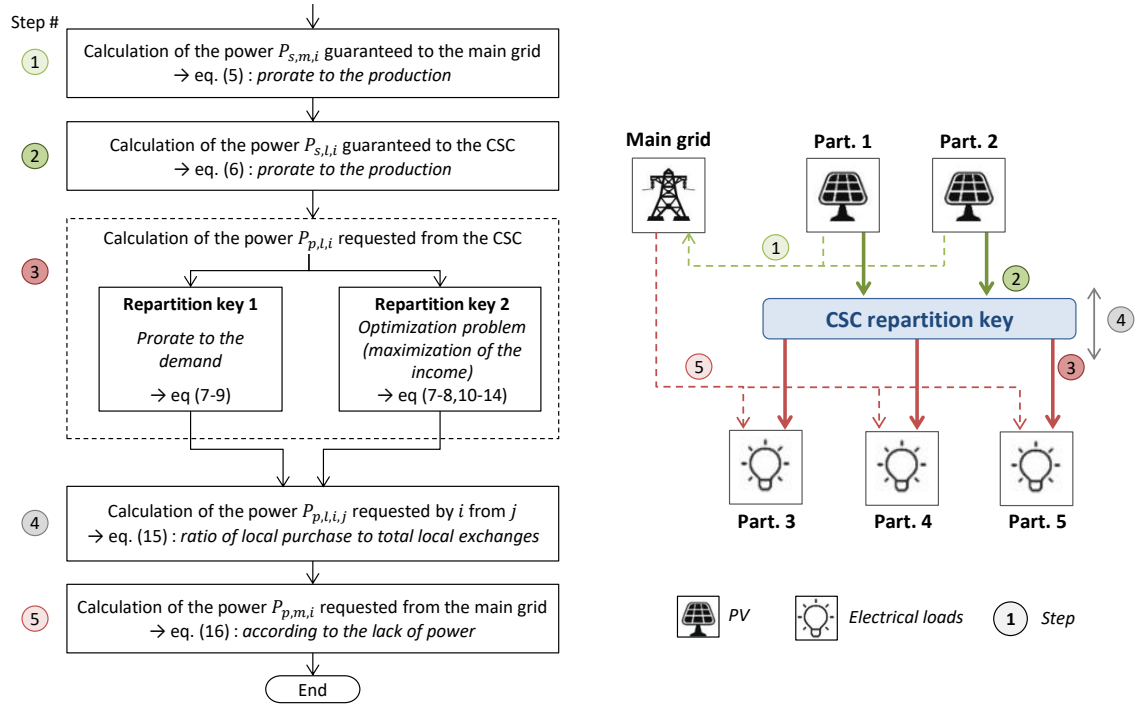 Step #
1
Calculation of the power P_{s,m,i} guaranteed to the main grid
→ eq. (5) : prorate to the production
2
Calculation of the power P_{s,l,i} guaranteed to the CSC
→ eq. (6) : prorate to the production
3
Calculation of the power P_{p,l,i} requested from the CSC
Repartition key 1
Prorate to the
demand
→ eq (7-9)
Repartition key 2
Optimization problem
(maximization of the
income)
→ eq (7-8,10-14)
4
Calculation of the power P_{p,l,i,j} requested by i from j
→ eq. (15) : ratio of local purchase to total local exchanges
5
Calculation of the power P_{p,m,i} requested from the main grid
→ eq. (16) : according to the lack of power
End
Main grid
Part. 1
Part. 2
1
2
CSC repartition key
4
5
3
Part. 3
Part. 4
Part. 5
PV
Electrical loads
1
Step